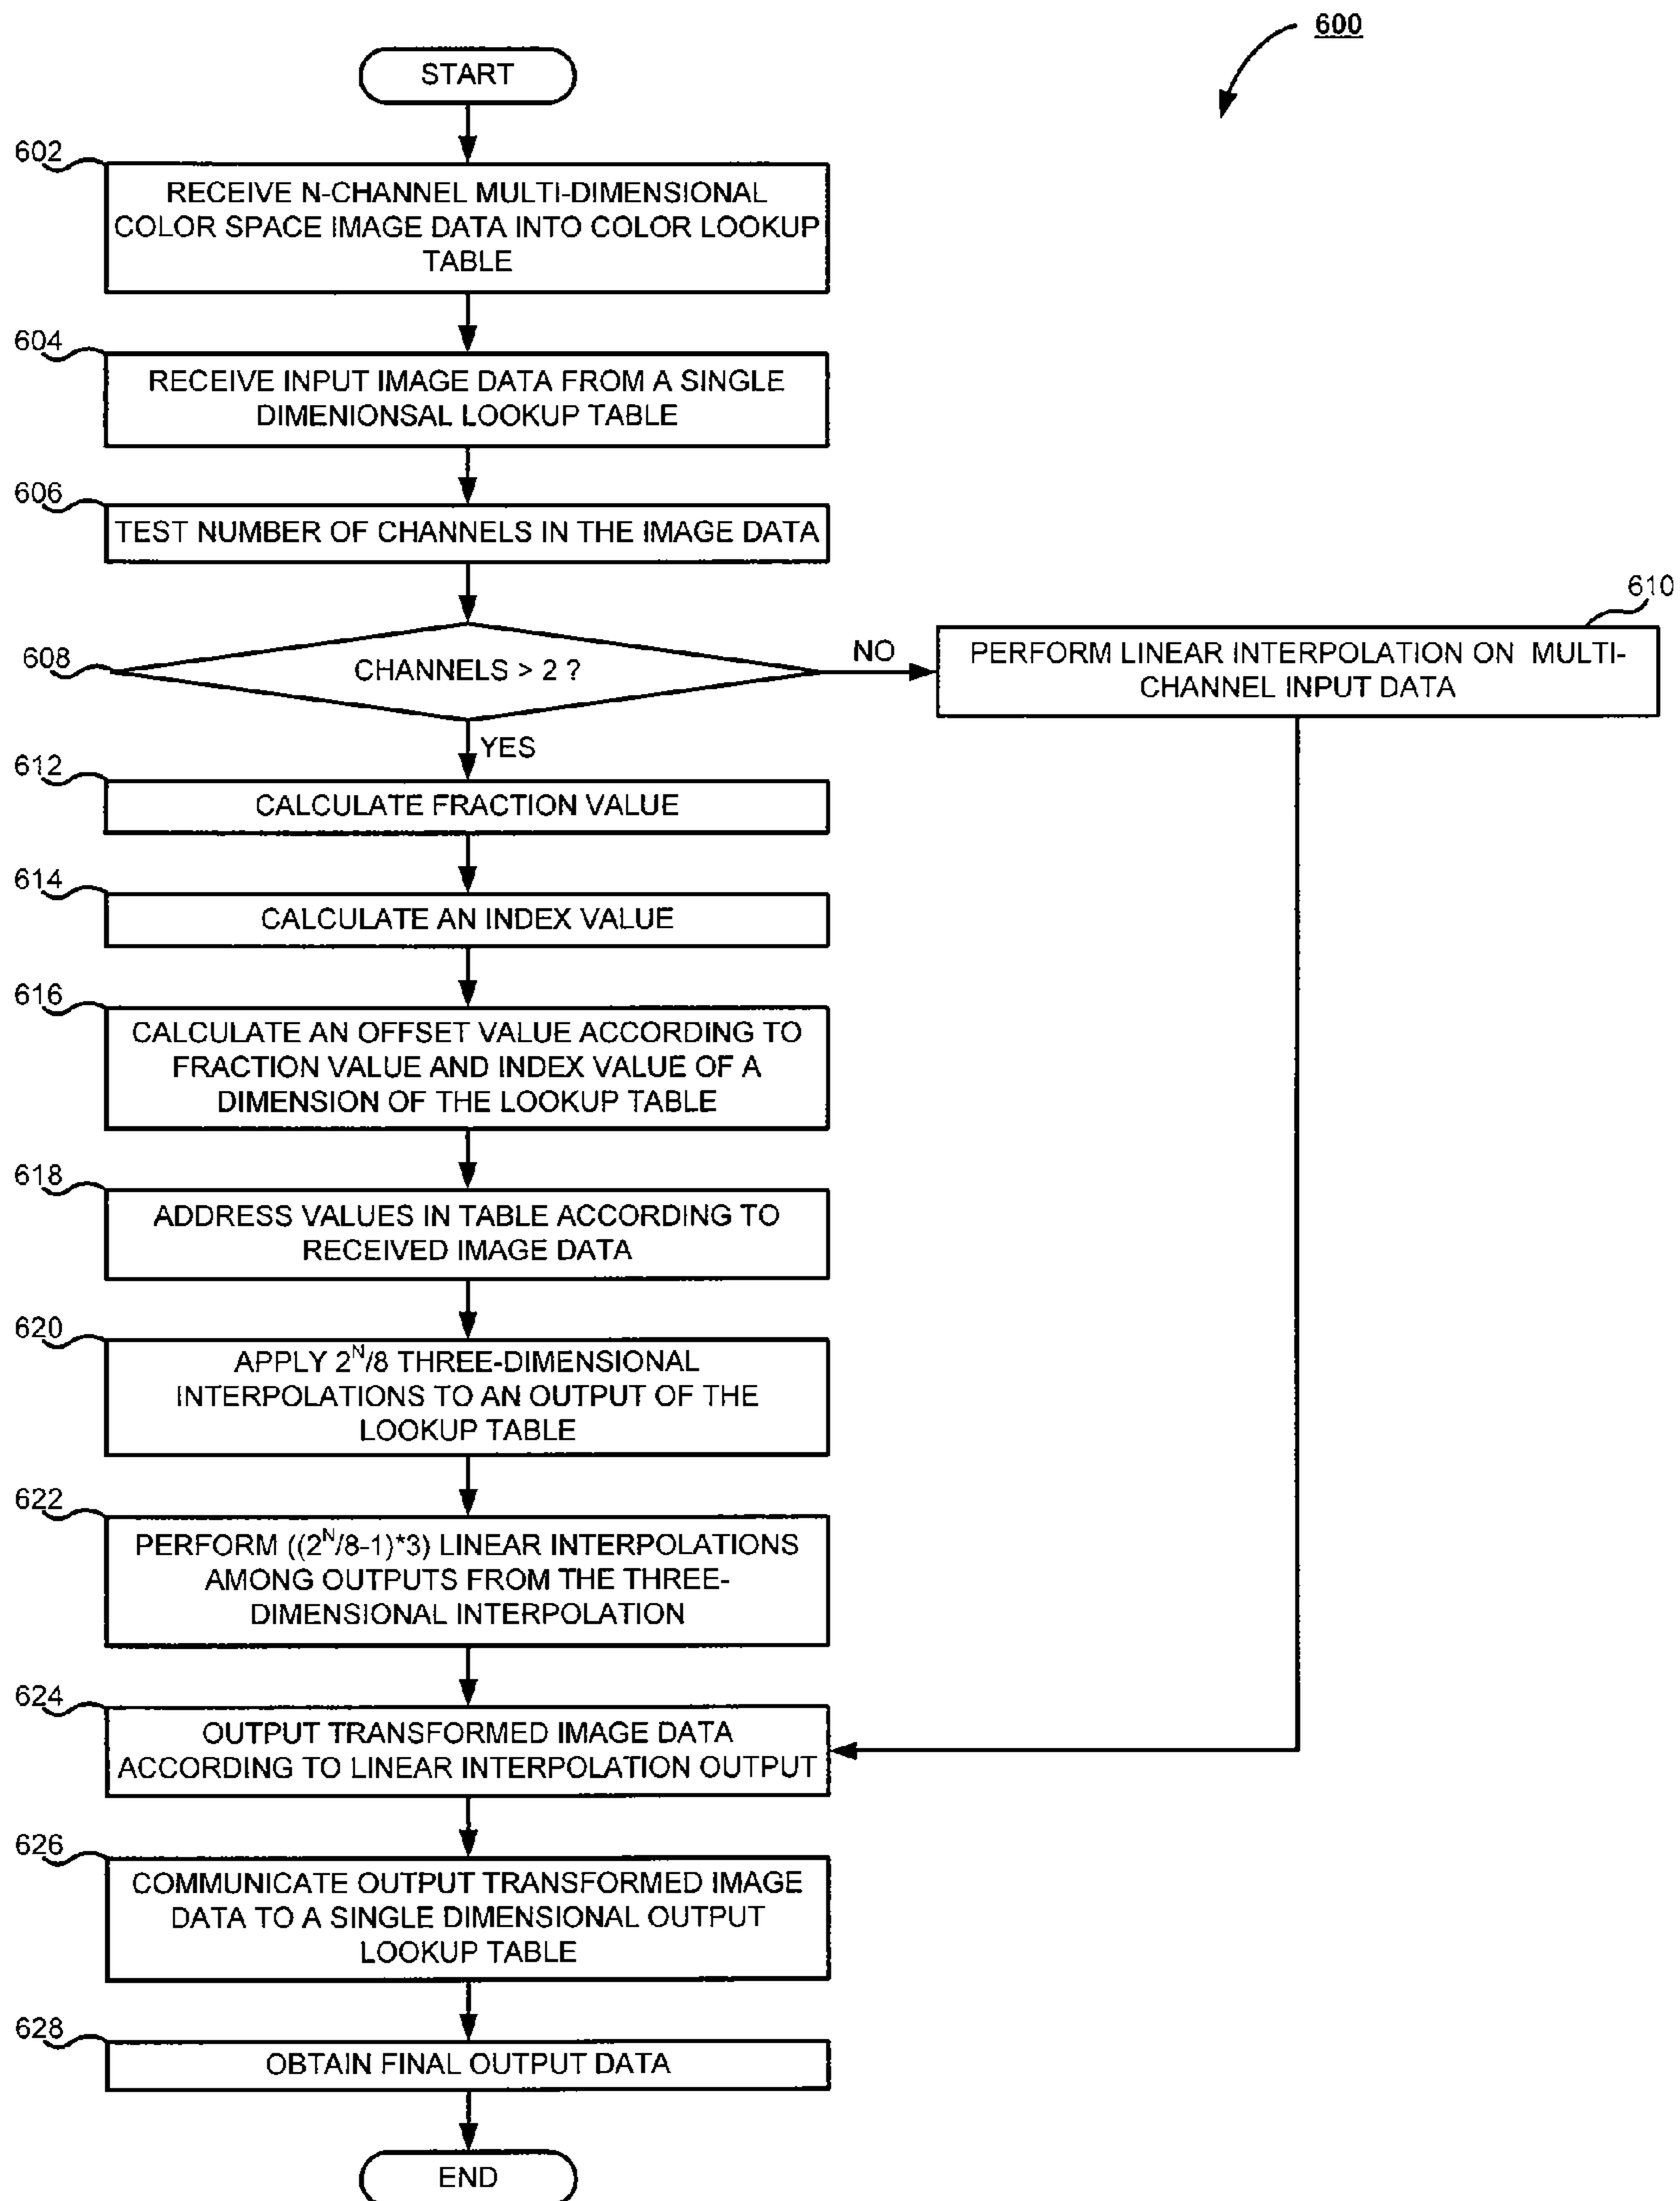 600
START
602
RECEIVE N-CHANNEL MULTI-DIMENSIONAL
COLOR SPACE IMAGE DATA INTO COLOR LOOKUP
TABLE
604
RECEIVE INPUT IMAGE DATA FROM A SINGLE
DIMENIONSAL LOOKUP TABLE
606
TEST NUMBER OF CHANNELS IN THE IMAGE DATA
608
CHANNELS > 2 ?
NO
610
PERFORM LINEAR INTERPOLATION ON MULTI-
CHANNEL INPUT DATA
YES
612
CALCULATE FRACTION VALUE
614
CALCULATE AN INDEX VALUE
616
CALCULATE AN OFFSET VALUE ACCORDING TO
FRACTION VALUE AND INDEX VALUE OF A
DIMENSION OF THE LOOKUP TABLE
618
ADDRESS VALUES IN TABLE ACCORDING TO
RECEIVED IMAGE DATA
620
APPLY 2^N/8 THREE-DIMENSIONAL
INTERPOLATIONS TO AN OUTPUT OF THE
LOOKUP TABLE
622
PERFORM ((2^N/8-1)*3) LINEAR INTERPOLATIONS
AMONG OUTPUTS FROM THE THREE-
DIMENSIONAL INTERPOLATION
624
OUTPUT TRANSFORMED IMAGE DATA
ACCORDING TO LINEAR INTERPOLATION OUTPUT
626
COMMUNICATE OUTPUT TRANSFORMED IMAGE
DATA TO A SINGLE DIMENSIONAL OUTPUT
LOOKUP TABLE
628
OBTAIN FINAL OUTPUT DATA
END